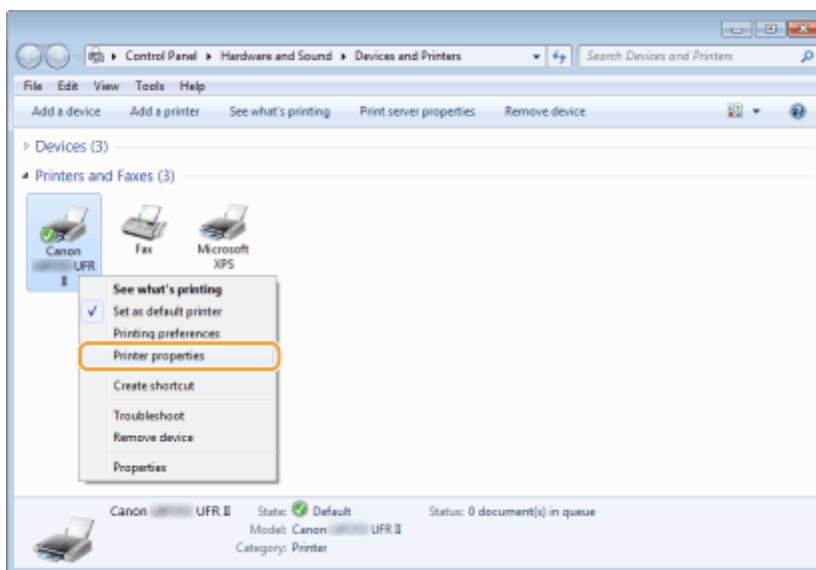 Control Panel ▸ Hardware and Sound ▸ Devices and Printers
Search Devices and Printers
File Edit View Tools Help
Add a device Add a printer See what's printing Print server properties Remove device
Devices (3)
Printers and Faxes (3)
Canon
UFR
II
Fax
Microsoft
XPS
See what's printing
Set as default printer
Printing preferences
Printer properties
Create shortcut
Troubleshoot
Remove device
Properties
Canon UFR II State: Default Status: 0 document(s) in queue
Model: Canon UFR II
Category: Printer